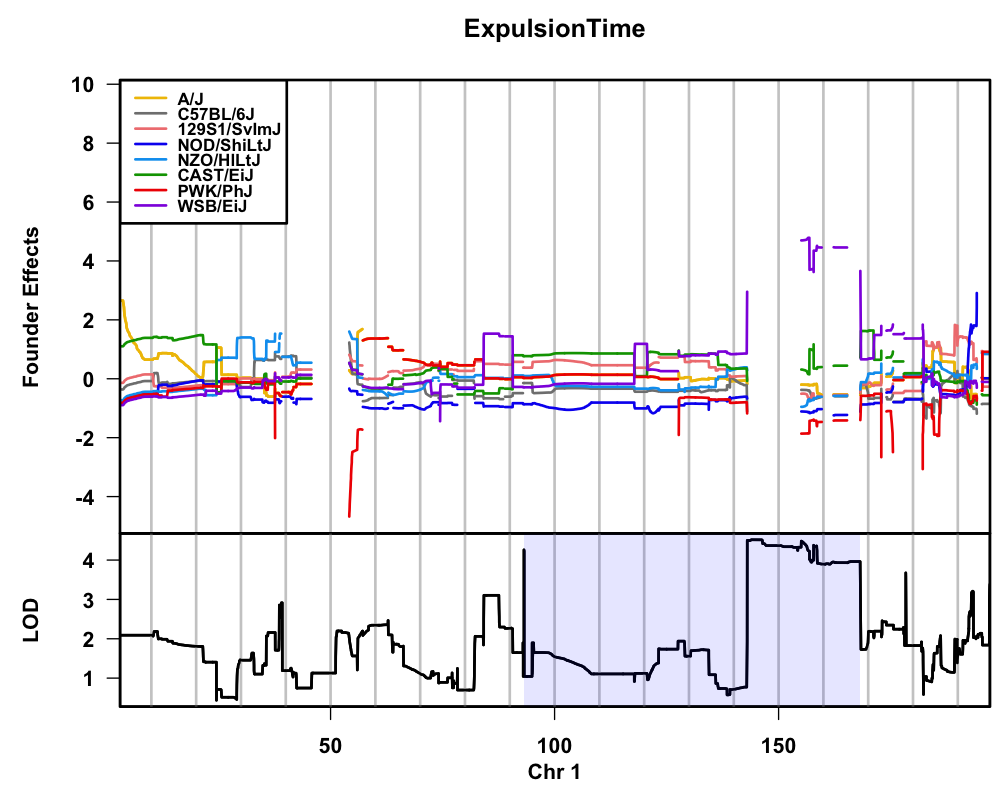 ExpulsionTime
10
8
6
4
2
0
-2
-4
Founder Effects
A/J
C57BL/6J
129S1/SvImJ
NOD/ShiLtJ
NZO/HlLtJ
CAST/EiJ
PWK/PhJ
WSB/EiJ
4
3
2
1
LOD
50
100
150
Chr 1